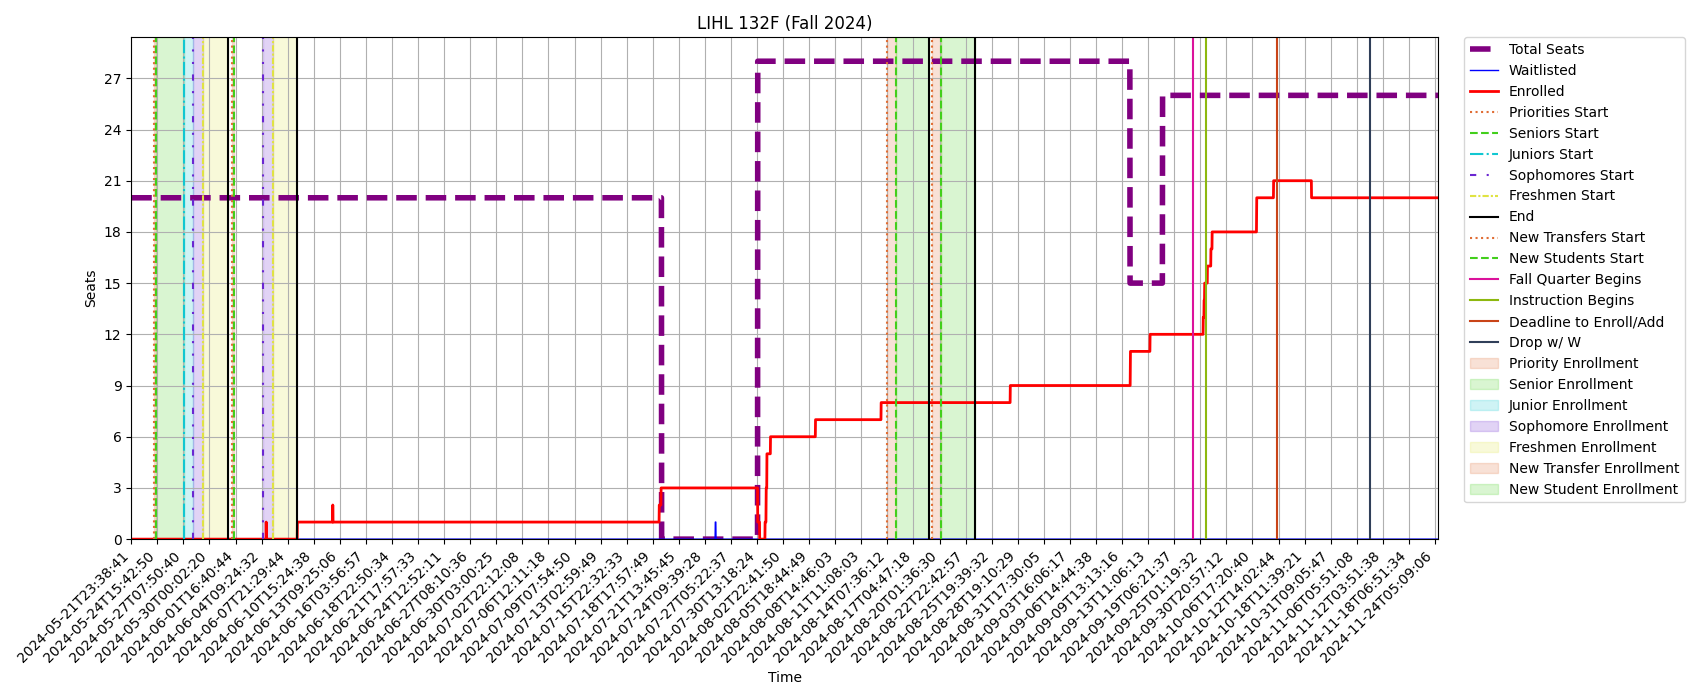 LIHL 132F (Fall 2024)
Seats
27
24
21
18
15
12
9
6
3
0
2024-05-21T23:38:41
2024-05-24T15:42:50
2024-05-27T07:50:40
2024-05-30T00:02:20
2024-06-01T16:40:44
2024-06-04T09:24:32
2024-06-07T21:29:44
2024-06-10T15:24:38
2024-06-13T09:25:06
2024-06-16T03:56:57
2024-06-18T22:50:34
2024-06-21T17:57:33
2024-06-24T12:52:11
2024-06-27T08:10:36
2024-06-30T03:00:25
2024-07-02T22:12:08
2024-07-06T12:11:18
2024-07-09T07:54:50
2024-07-13T02:59:49
2024-07-15T22:32:33
2024-07-18T17:57:49
2024-07-21T13:45:45
2024-07-24T09:39:28
2024-07-27T05:22:37
2024-07-30T13:18:24
2024-08-02T22:41:50
2024-08-05T18:44:49
2024-08-08T14:46:03
2024-08-11T11:08:03
2024-08-14T07:36:12
2024-08-17T04:47:18
2024-08-20T01:36:30
2024-08-22T22:42:57
2024-08-25T19:39:32
2024-08-28T19:10:29
2024-08-31T17:30:05
2024-09-03T16:06:17
2024-09-06T14:44:38
2024-09-09T13:13:16
2024-09-13T11:06:13
2024-09-19T06:21:37
2024-09-25T01:19:32
2024-09-30T20:57:12
2024-10-06T17:20:40
2024-10-12T14:02:44
2024-10-18T11:39:21
2024-10-31T09:05:47
2024-11-06T05:51:08
2024-11-12T03:51:38
2024-11-18T06:51:34
2024-11-24T05:09:06
Time
Total Seats
Waitlisted
Enrolled
Priorities Start
Seniors Start
Juniors Start
Sophomores Start
Freshmen Start
End
New Transfers Start
New Students Start
Fall Quarter Begins
Instruction Begins
Deadline to Enroll/Add
Drop w/ W
Priority Enrollment
Senior Enrollment
Junior Enrollment
Sophomore Enrollment
Freshmen Enrollment
New Transfer Enrollment
New Student Enrollment